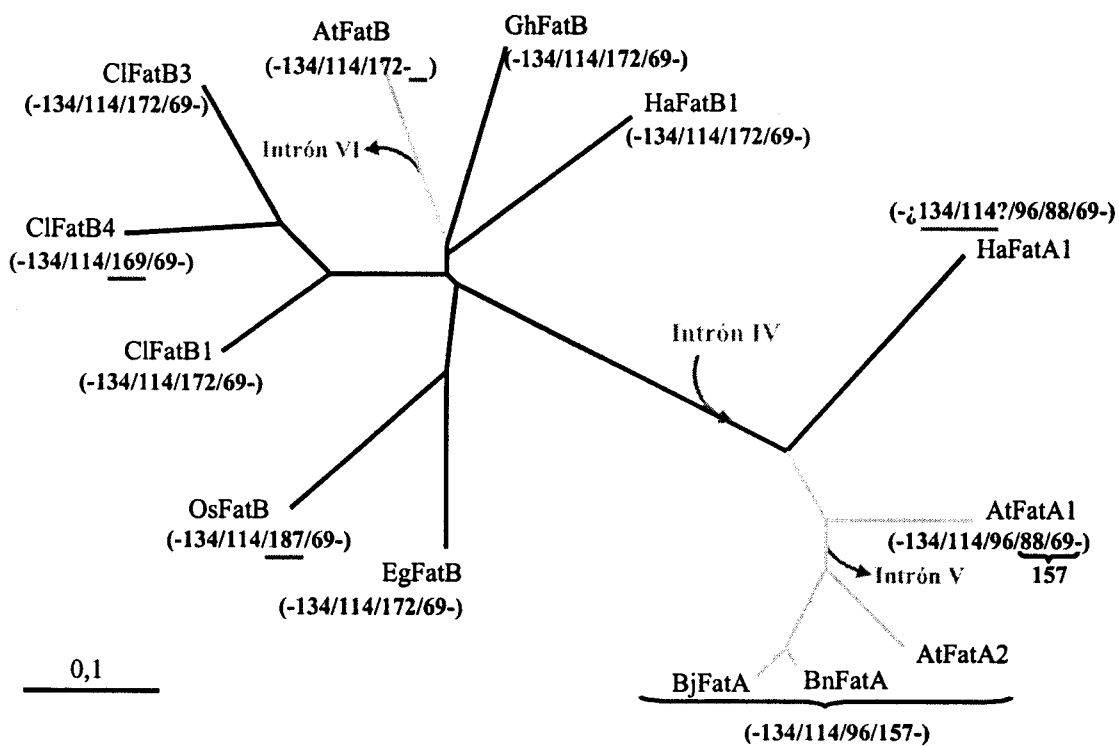 AtFatB
(-134/114/172-_)
GhFatB
(-134/114/172/69-)
ClFatB3
(-134/114/172/69-)
HaFatB1
(-134/114/172/69-)
Intrón VI
(-¿134/114?/96/88/69-)
HaFatA1
ClFatB4
(-134/114/169/69-)
Intrón IV
ClFatB1
(-134/114/172/69-)
OsFatB
(-134/114/187/69-)
AtFatA1
(-134/114/96/88/69-)
157
EgFatB
(-134/114/172/69-)
Intrón V
AtFatA2
0,1
BjFatA
BnFatA
(-134/114/96/157-)